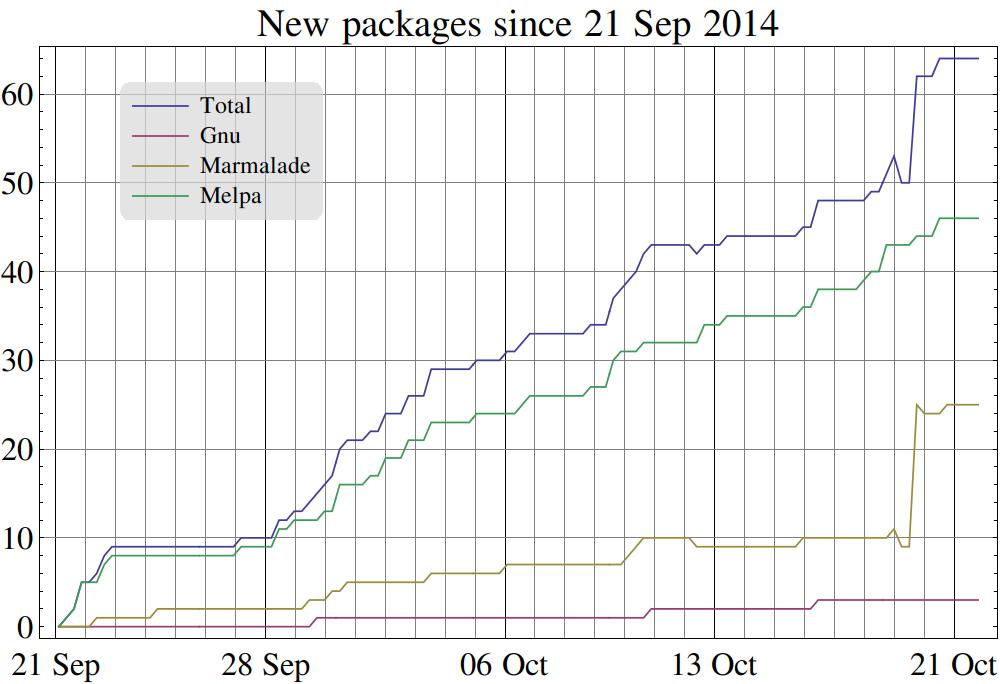 New packages since 21 Sep 2014
Total
Gnu
Marmalade
Melpa
60
50
40
30
20
10
0
21 Sep 28 Sep 06 Oct 13 Oct 21 Oct